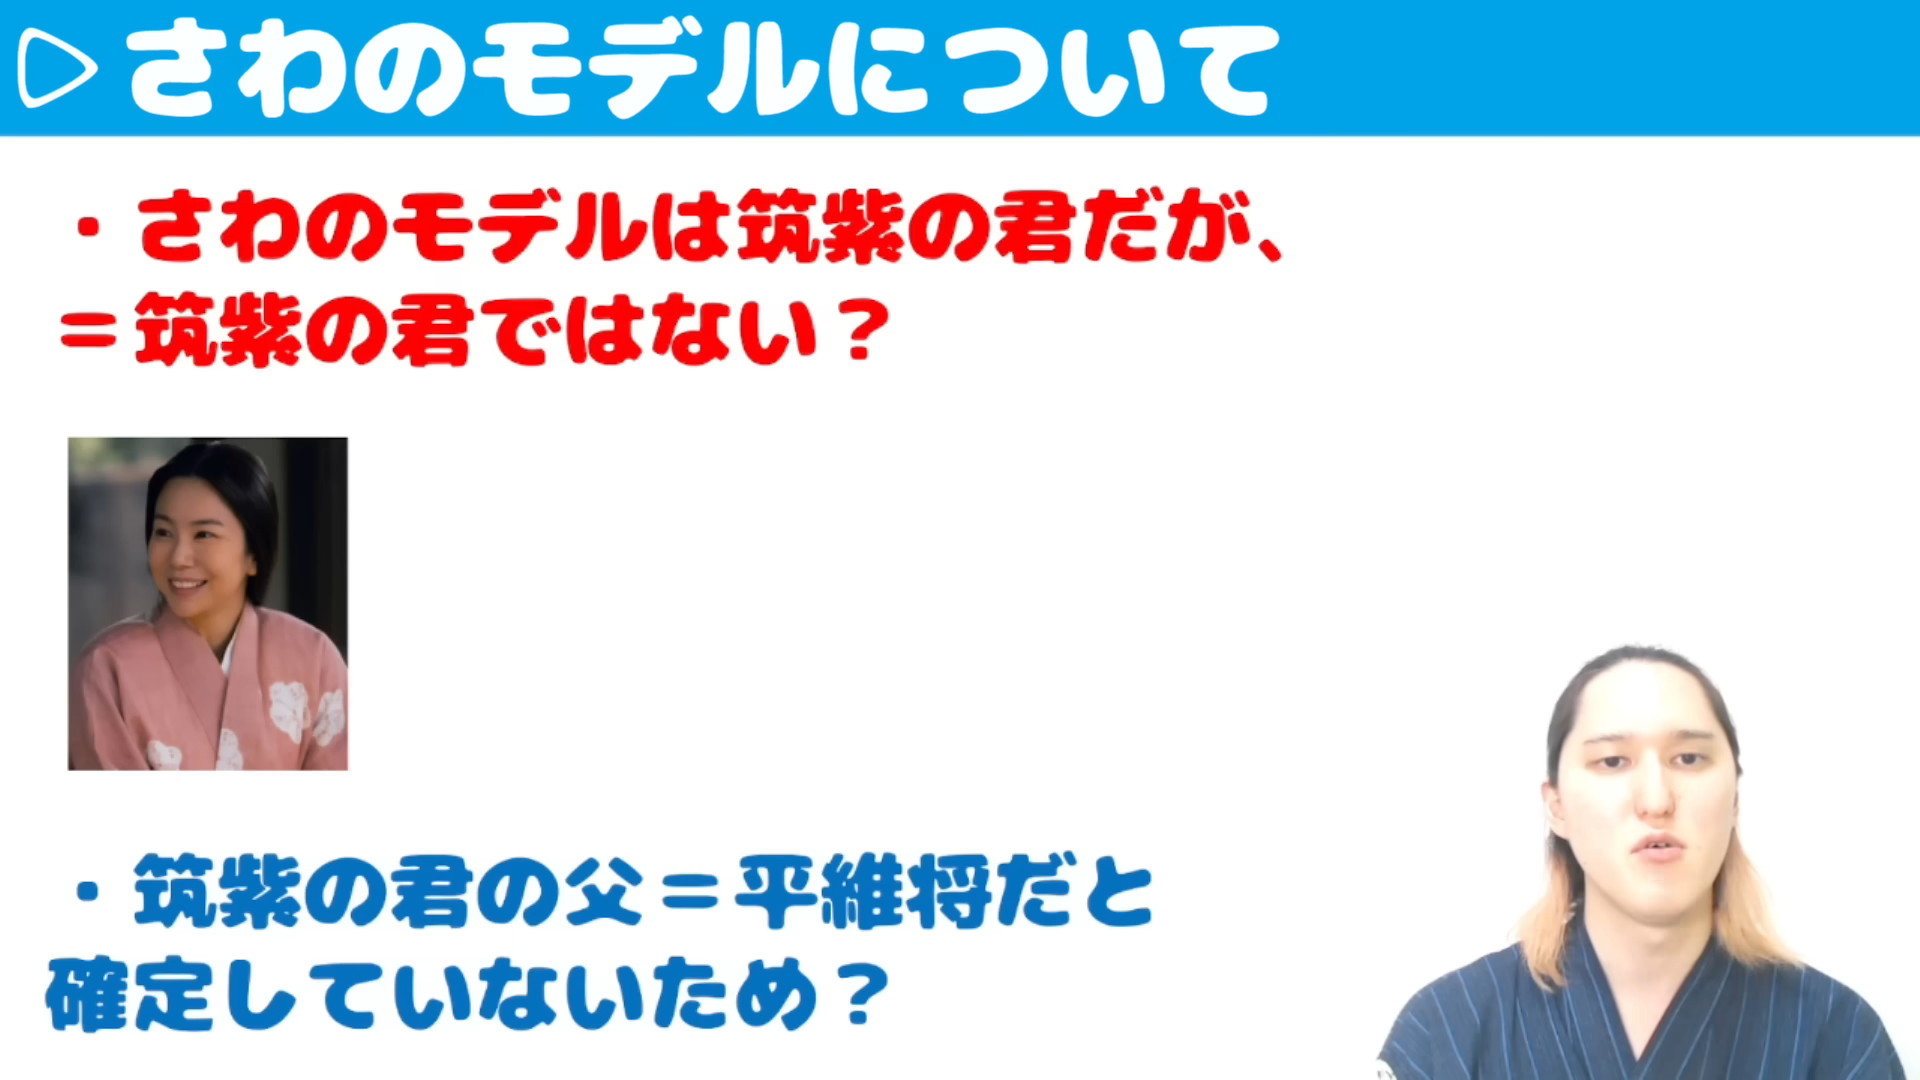 さわのモデルについて
・さわのモデルは筑紫の君だが、
＝筑紫の君ではない？
・筑紫の君の父＝平維将だと
確定していないため？